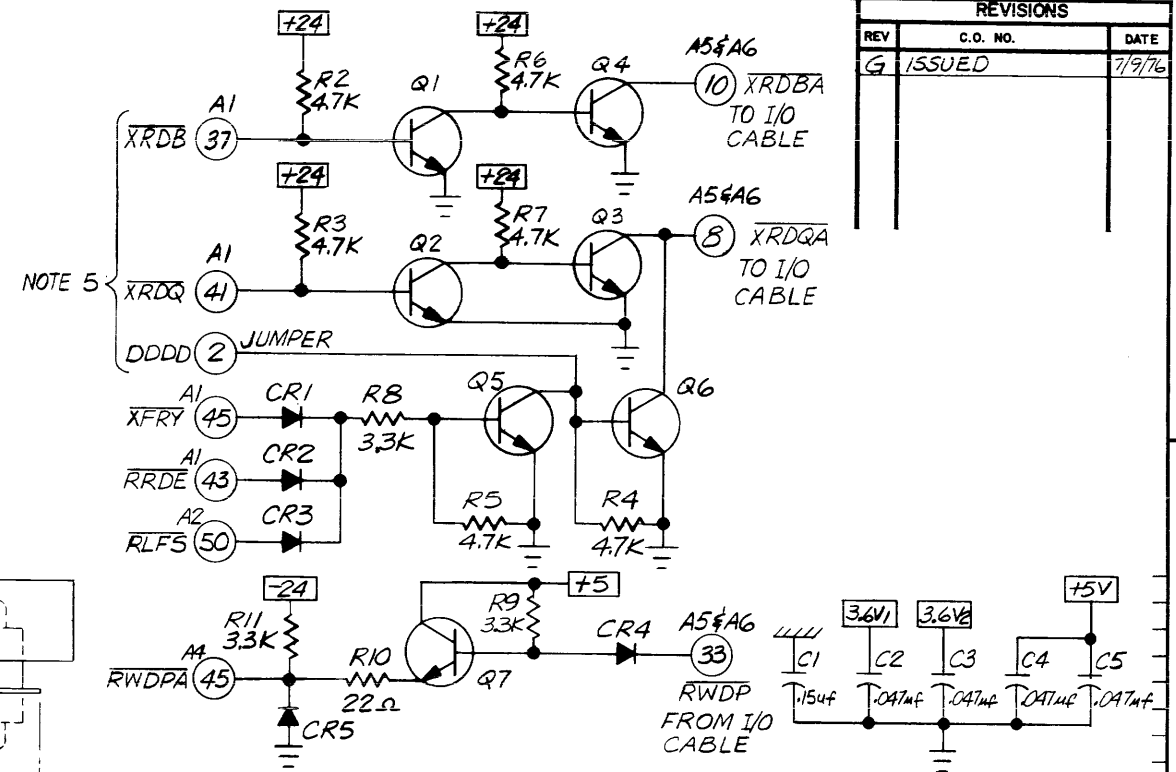 REVISIONS
REV C.O. NO. DATE
G ISSUED 7/9/76
+24
+24
R2
4.7K
R6
4.7K
Q1
Q4
A5&A6
10 XRDBA
TO I/O
CABLE
A1
XRDB 37
+24
+24
R3
4.7K
R7
4.7K
Q2
Q3
A5&A6
8 XRDQA
TO I/O
CABLE
A1
NOTE 5 XRDQ 41
DDDD 2 JUMPER
A1
XFRY 45 CR1 R8
3.3K
Q5
Q6
A1
RRDE 43 CR2
A2
RLFS 50 CR3
R5
4.7K
R4
4.7K
-24
R11
3.3K
A4
RWDPA 45
R10
22Ω
CR5
Q7
R9
3.3K
+5
CR4
A5&A6
33
RWDP
FROM I/O
CABLE
3.6V1
3.6V2
+5V
C1
.15uf
C2
.047uf
C3
.047uf
C4
.047uf
C5
.047uf